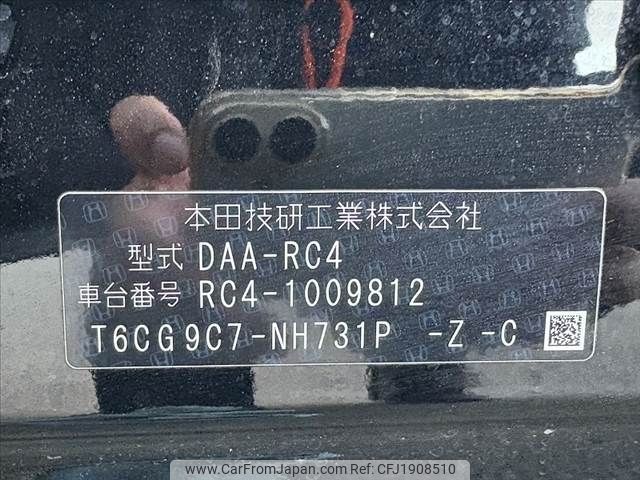 本田技研工業株式会社
型式 DAA-RC4
車台番号 RC4-1009812
T6CG9C7-NH731P -Z -C
www.CarFromJapan.com Ref: CFJ1908510